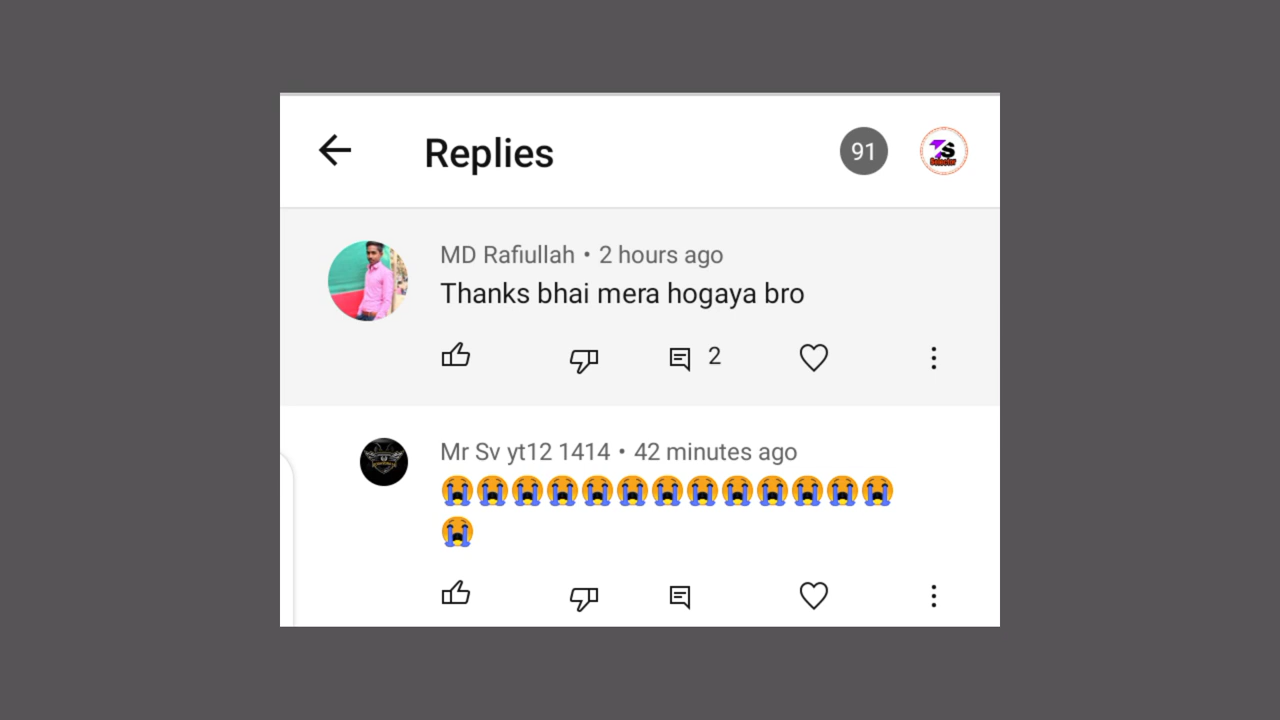 Replies
91
MD Rafiullah • 2 hours ago
Thanks bhai mera hogaya bro
2
Mr Sv yt12 1414 • 42 minutes ago
😭😭😭😭😭😭😭😭😭😭😭😭😭
😭